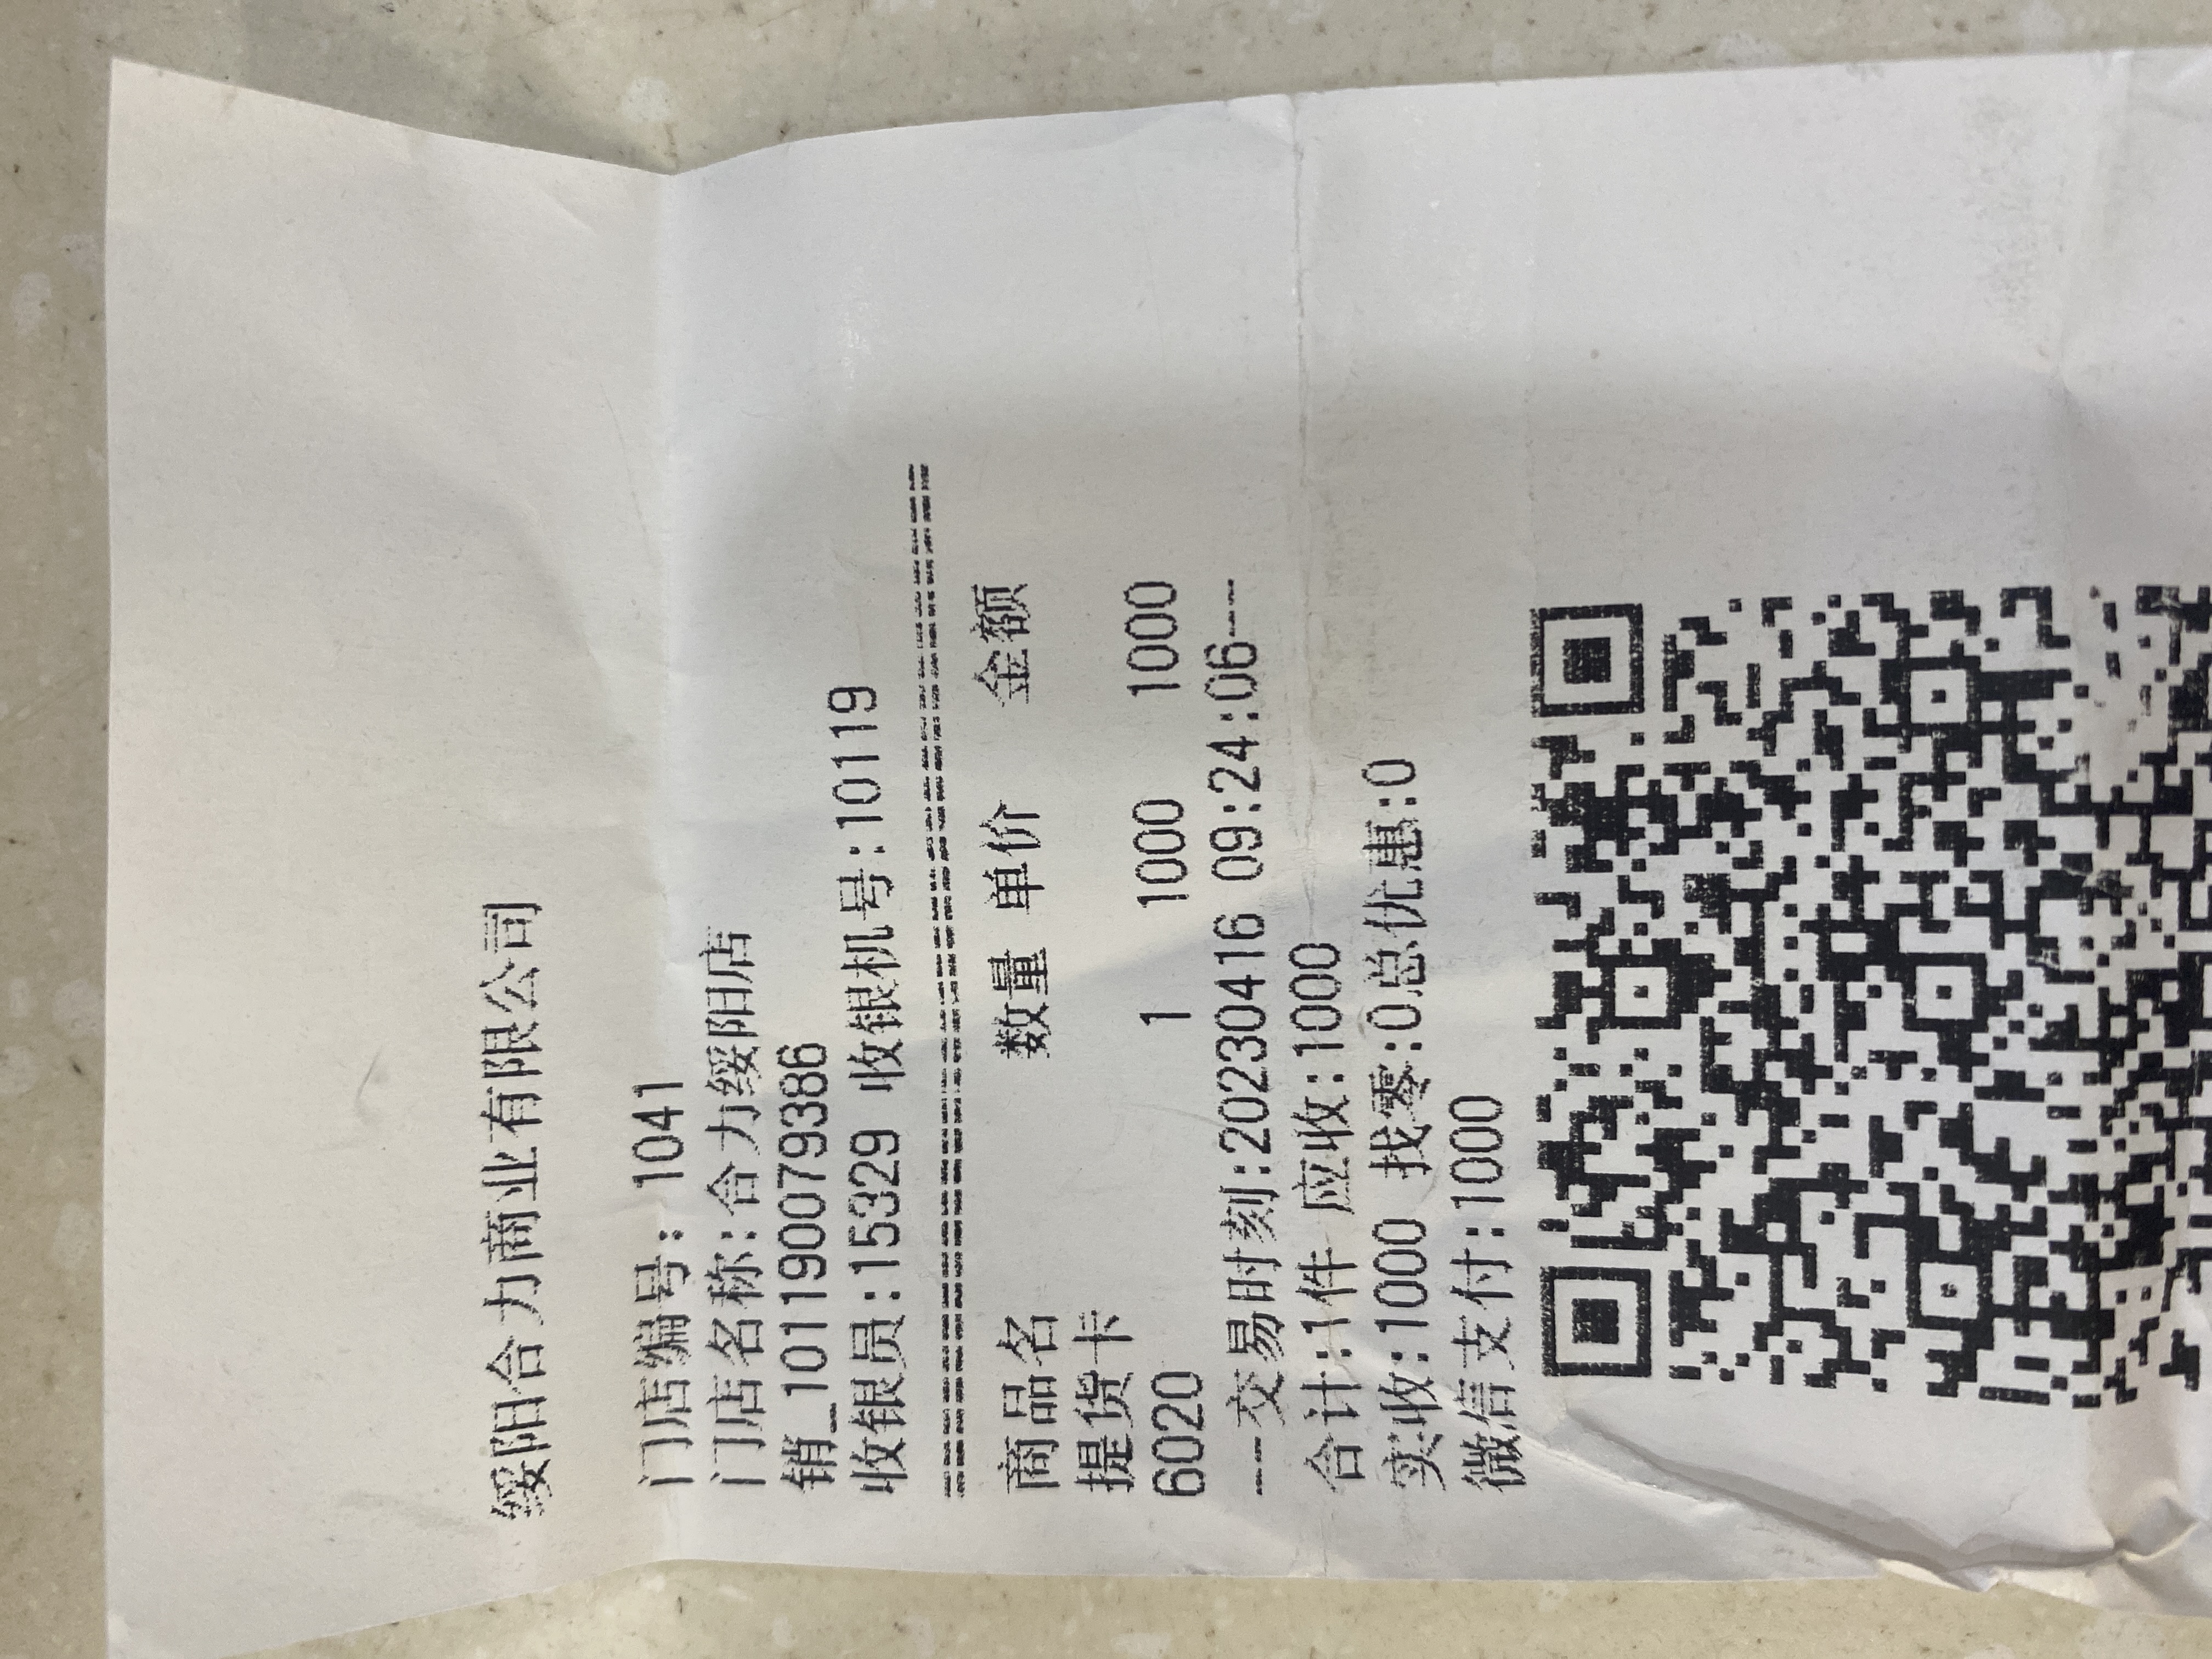 绥阳合力商业有限公司
门店编号: 1041
门店名称:合力绥阳店
销_101190079386
收银员:15329 收银机号:10119
========================================
商品名 数量 单价 金额
提货卡
6020 1 1000 1000
---交易时刻:20230416 09:24:06---
合计:1件 应收:1000
实收:1000 找零:0总优惠:0
微信支付:1000